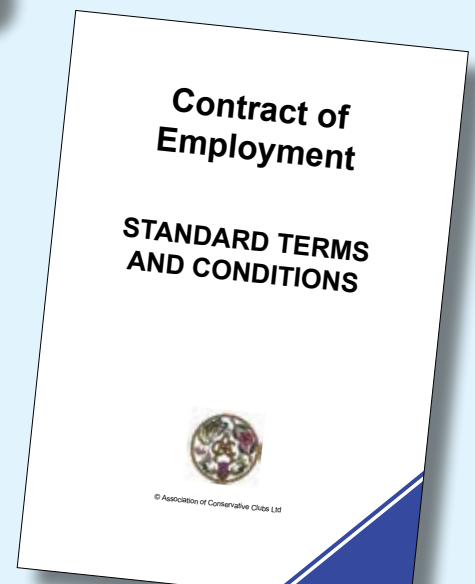 Contract of
Employment
STANDARD TERMS
AND CONDITIONS
© Association of Conservative Clubs Ltd